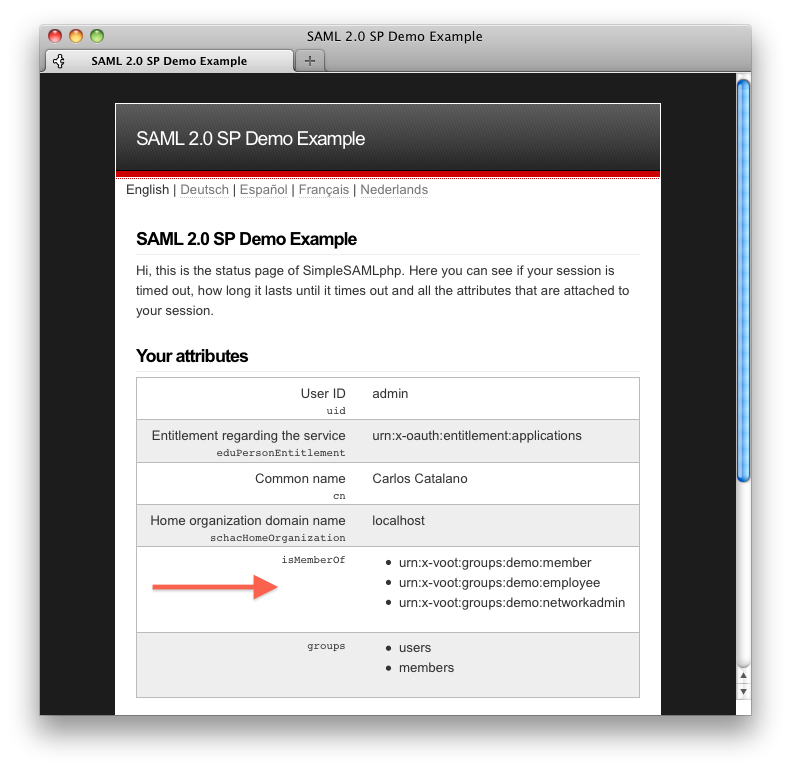 SAML 2.0 SP Demo Example
SAML 2.0 SP Demo Example
SAML 2.0 SP Demo Example
English | Deutsch | Español | Français | Nederlands
SAML 2.0 SP Demo Example
Hi, this is the status page of SimpleSAMLphp. Here you can see if your session is
timed out, how long it lasts until it times out and all the attributes that are attached to
your session.
Your attributes
User ID admin
uid
Entitlement regarding the service urn:x-oauth:entitlement:applications
eduPersonEntitlement
Common name Carlos Catalano
cn
Home organization domain name localhost
schacHomeOrganization
isMemberOf • urn:x-voot:groups:demo:member
• urn:x-voot:groups:demo:employee
• urn:x-voot:groups:demo:networkadmin
groups • users
• members